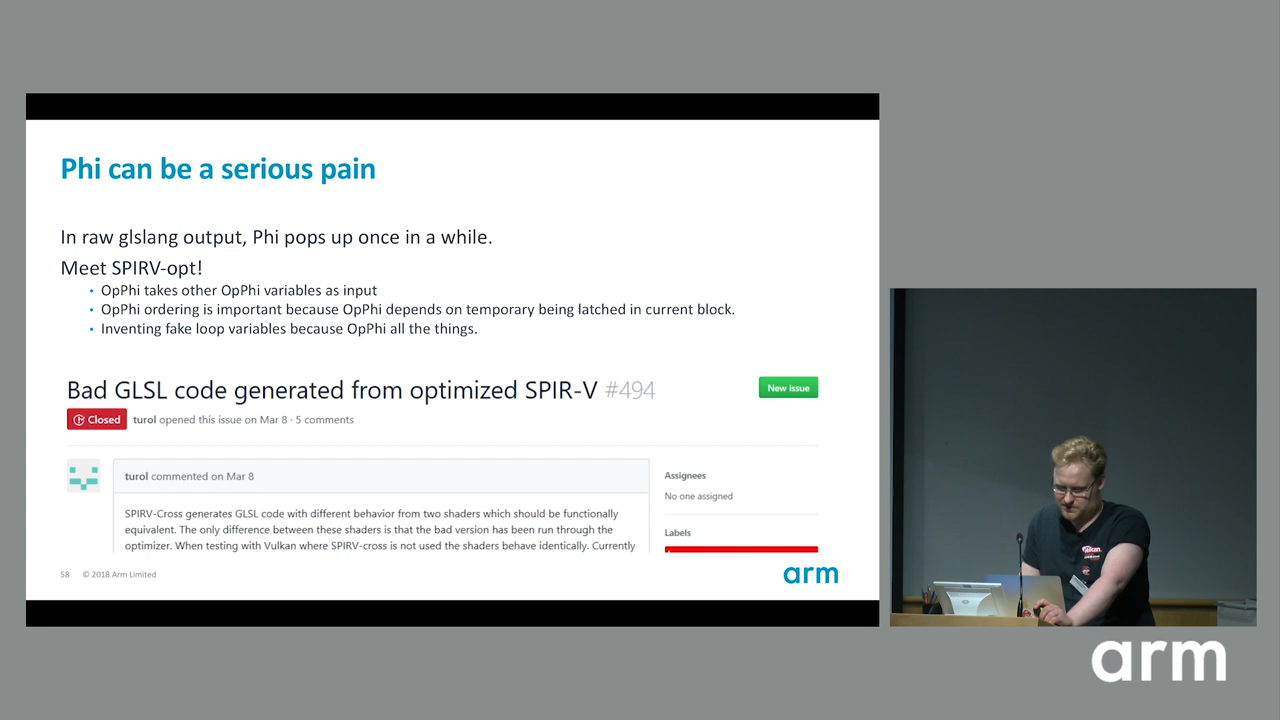 Phi can be a serious pain
In raw glslang output, Phi pops up once in a while.
Meet SPIRV-opt!
• OpPhi takes other OpPhi variables as input
• OpPhi ordering is important because OpPhi depends on temporary being latched in current block.
• Inventing fake loop variables because OpPhi all the things.
Bad GLSL code generated from optimized SPIR-V #494
New issue
Closed turol opened this issue on Mar 8 · 5 comments
turol commented on Mar 8
Assignees
No one assigned
SPIRV-Cross generates GLSL code with different behavior from two shaders which should be functionally
equivalent. The only difference between these shaders is that the bad version has been run through the
optimizer. When testing with Vulkan where SPIRV-cross is not used the shaders behave identically. Currently
Labels
58 © 2018 Arm Limited
arm
arm